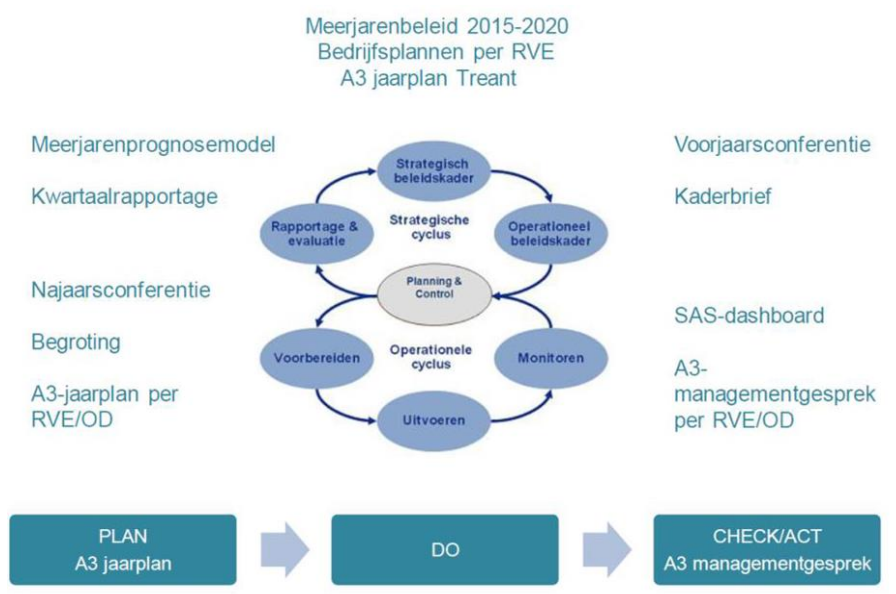 Meerjarenbeleid 2015-2020
Bedrijfsplannen per RVE
A3 jaarplan Treant
Meerjarenprognosemodel
Kwartaalrapportage
Voorjaarsconferentie
Kaderbrief
Strategisch
beleidskader
Rapportage &
evaluatie
Strategische
cyclus
Operationeel
beleidskader
Planning &
Control
Najaarsconferentie
Begroting
A3-jaarplan per
RVE/OD
Voorbereiden
Operationele
cyclus
Monitoren
Uitvoeren
SAS-dashboard
A3-
managementgesprek
per RVE/OD
PLAN
A3 jaarplan
DO
CHECK/ACT
A3 managementgesprek